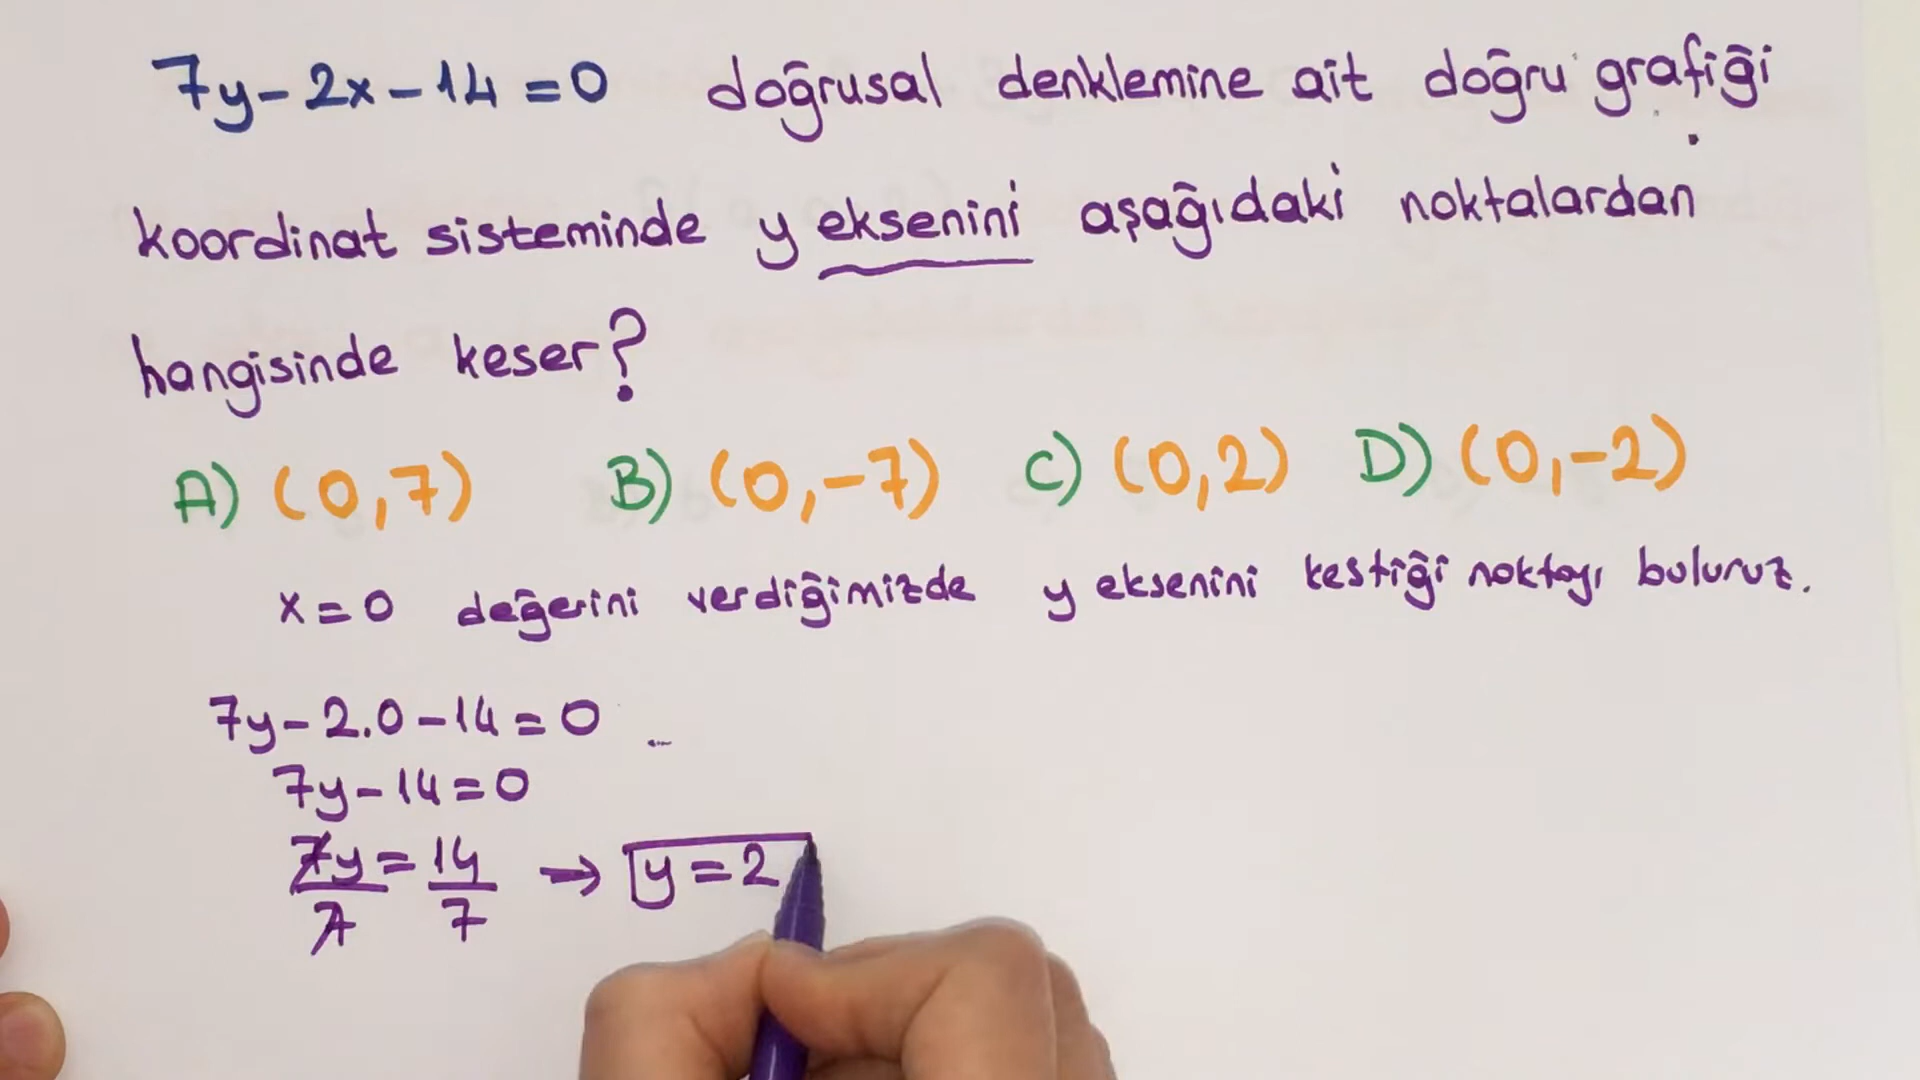 7y-2x-14=0 doğrusal denklemine ait doğru grafiği
koordinat sisteminde y eksenini aşağıdaki noktalardan
hangisinde keser?
A) (0,7) B) (0,-7) C) (0,2) D) (0,-2)
x=0 değerini verdiğimizde y eksenini kestiği noktayı buluruz.
7y-2.0-14=0
7y-14=0
7y/7=14/7 → y=2